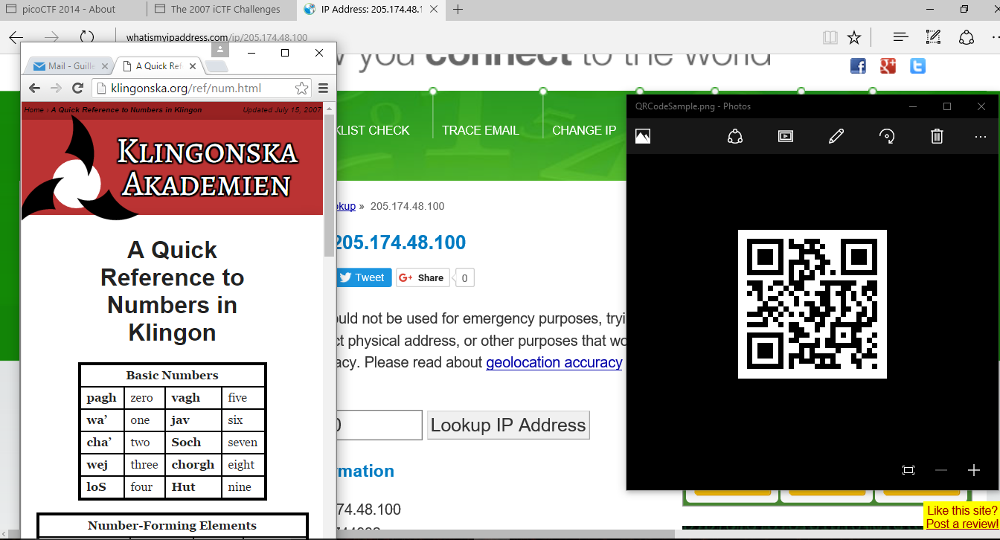 picoCTF 2014 - About
The 2007 iCTF Challenges
IP Address: 205.174.48.1
whatismyipaddress.com/ip/205.174.48.100
you connect to the world
Mail - Guille
A Quick Ref
klingonska.org/ref/num.html
Home › A Quick Reference to Numbers in Klingon
Updated July 15, 2007
KLINGONSKA
AKADEMIEN
A Quick
Reference to
Numbers in
Klingon
Basic Numbers
pagh zero vagh five
wa’ one jav six
cha’ two Soch seven
wej three chorgh eight
loS four Hut nine
Number-Forming Elements
KLIST CHECK
TRACE EMAIL
CHANGE IP
okup » 205.174.48.100
205.174.48.100
Tweet
G+ Share
0
ould not be used for emergency purposes, tryi
ct physical address, or other purposes that wo
acy. Please read about geolocation accuracy
0
Lookup IP Address
rmation
74.48.100
QRCodeSample.png - Photos
Like this site?
Post a review!